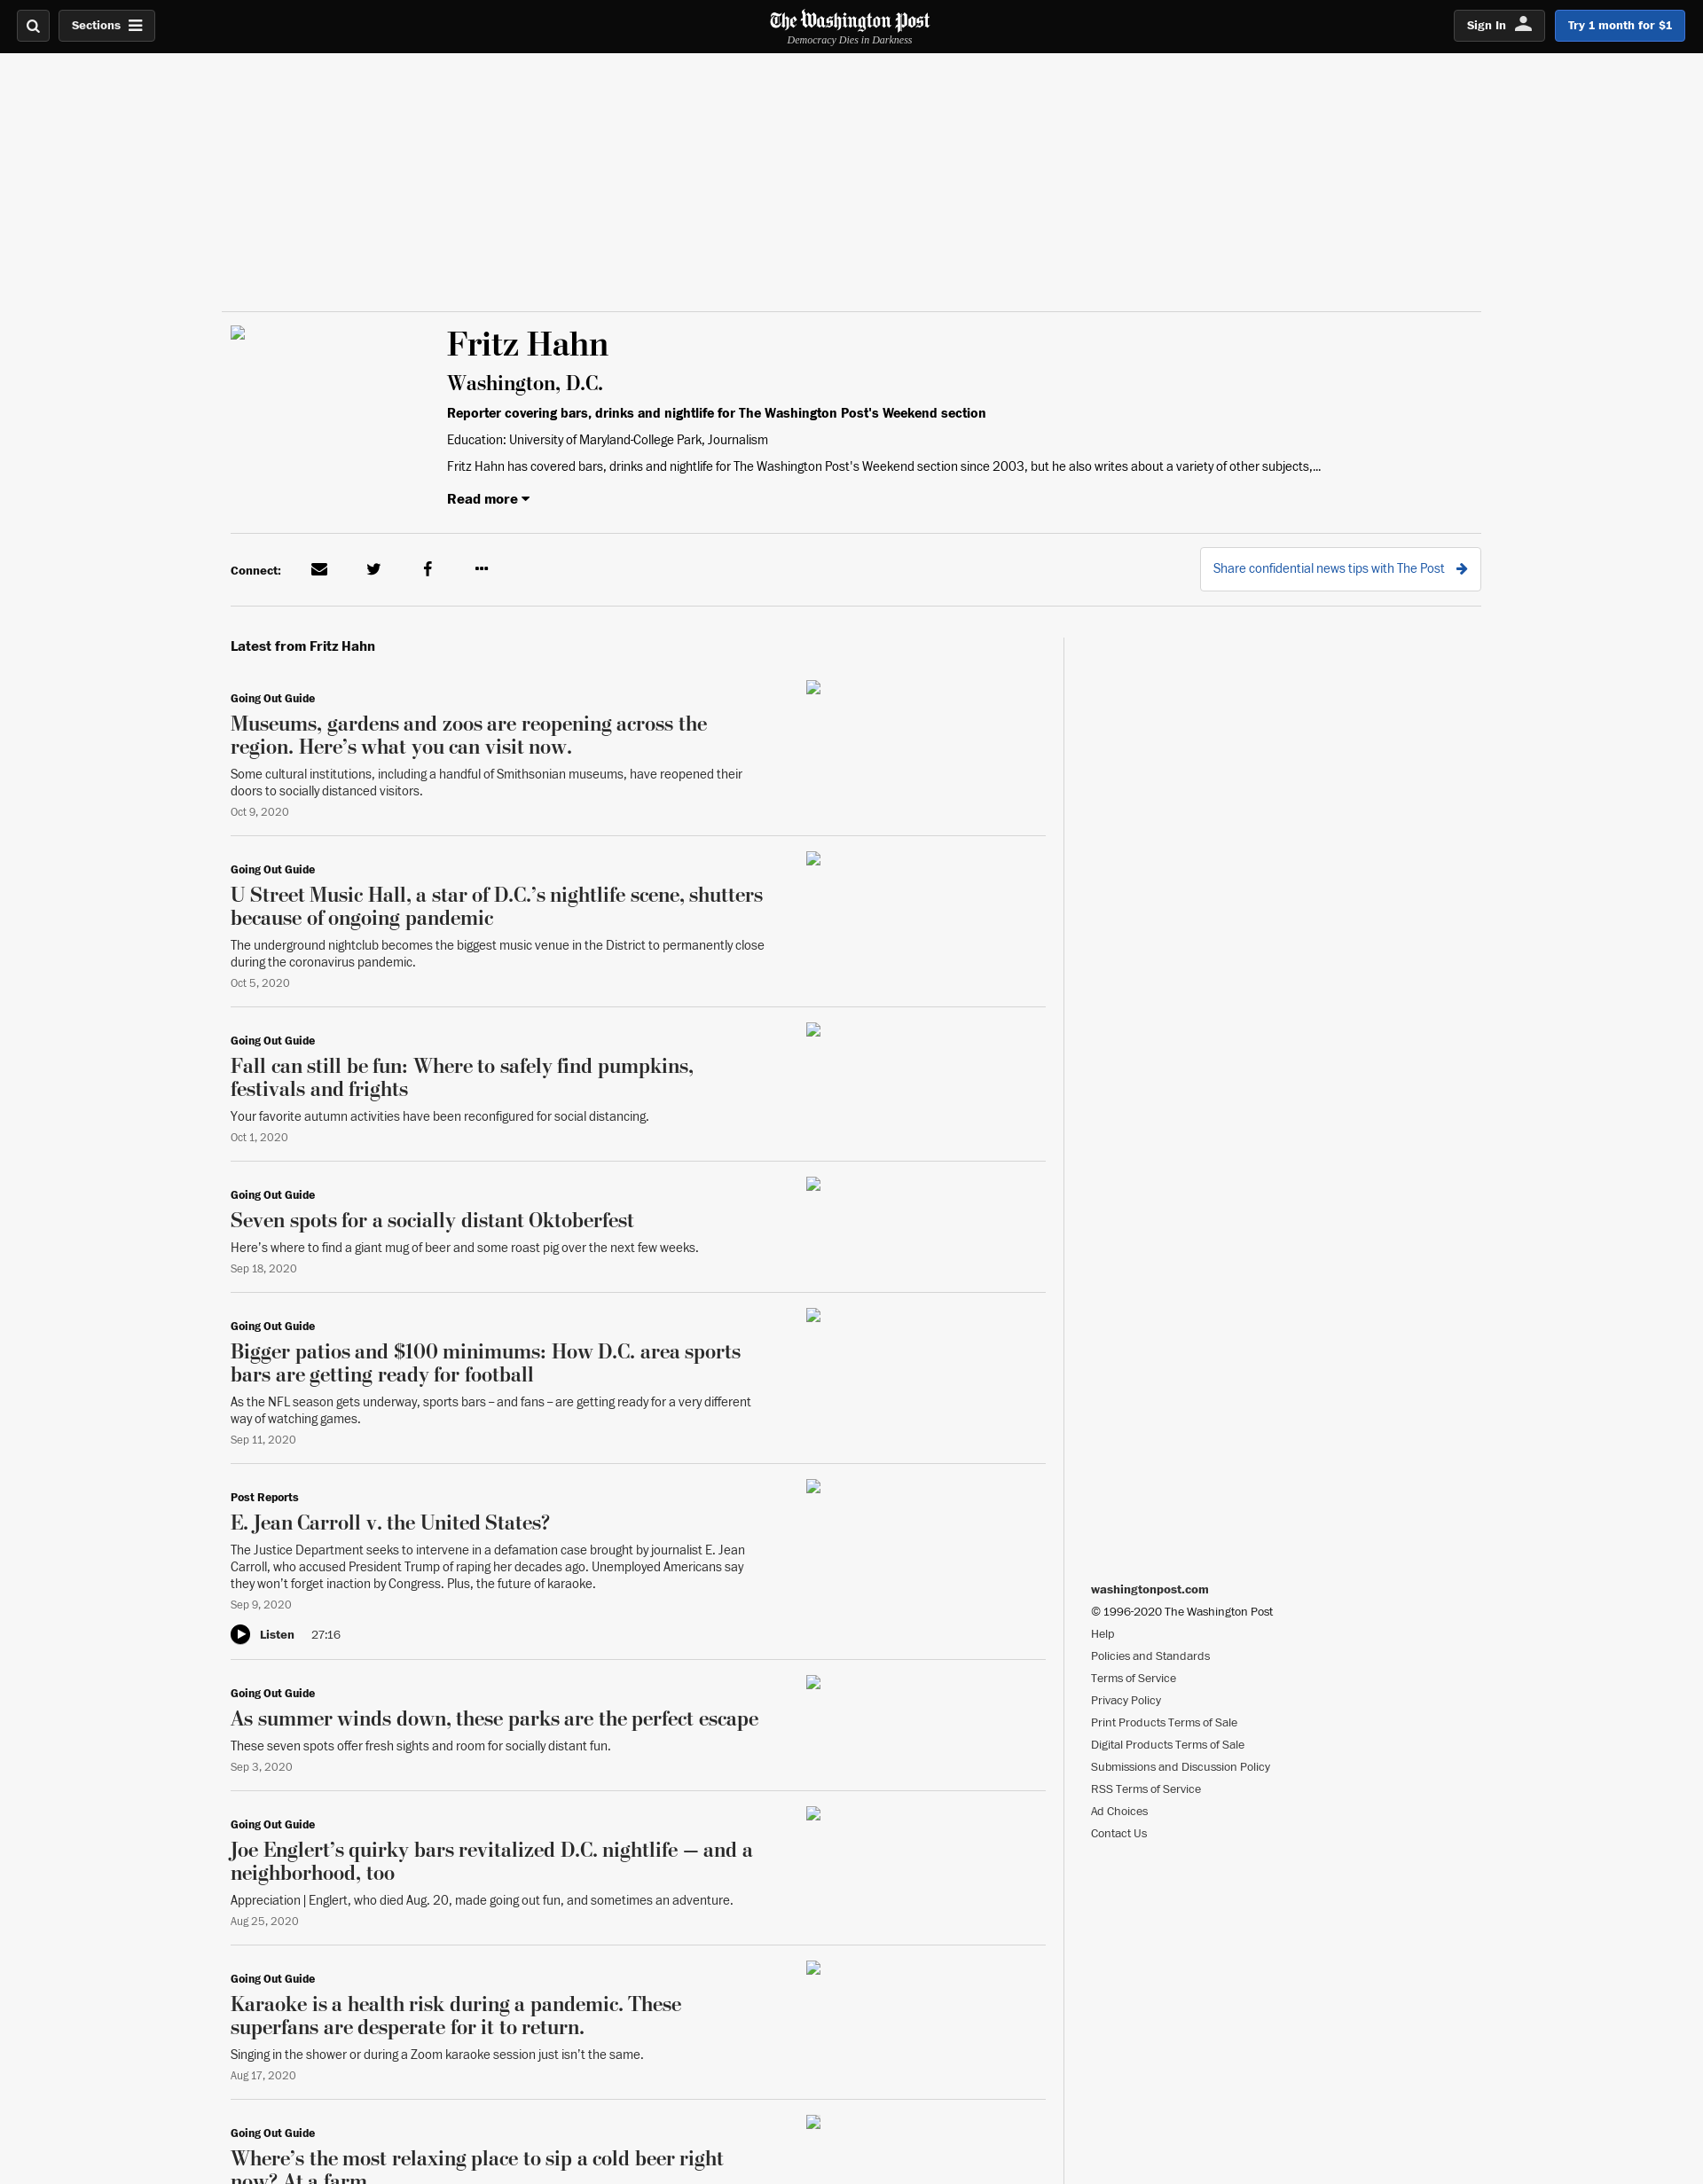 Sections
The Washington Post
Democracy Dies in Darkness
Sign In
Try 1 month for $1
Fritz Hahn
Washington, D.C.
Reporter covering bars, drinks and nightlife for The Washington Post's Weekend section
Education: University of Maryland-College Park, Journalism
Fritz Hahn has covered bars, drinks and nightlife for The Washington Post's Weekend section since 2003, but he also writes about a variety of other subjects,...
Read more
Connect:
Share confidential news tips with The Post
Latest from Fritz Hahn
Going Out Guide
Museums, gardens and zoos are reopening across the
region. Here’s what you can visit now.
Some cultural institutions, including a handful of Smithsonian museums, have reopened their
doors to socially distanced visitors.
Oct 9, 2020
Going Out Guide
U Street Music Hall, a star of D.C.’s nightlife scene, shutters
because of ongoing pandemic
The underground nightclub becomes the biggest music venue in the District to permanently close
during the coronavirus pandemic.
Oct 5, 2020
Going Out Guide
Fall can still be fun: Where to safely find pumpkins,
festivals and frights
Your favorite autumn activities have been reconfigured for social distancing.
Oct 1, 2020
Going Out Guide
Seven spots for a socially distant Oktoberfest
Here’s where to find a giant mug of beer and some roast pig over the next few weeks.
Sep 18, 2020
Going Out Guide
Bigger patios and $100 minimums: How D.C. area sports
bars are getting ready for football
As the NFL season gets underway, sports bars – and fans – are getting ready for a very different
way of watching games.
Sep 11, 2020
Post Reports
E. Jean Carroll v. the United States?
The Justice Department seeks to intervene in a defamation case brought by journalist E. Jean
Carroll, who accused President Trump of raping her decades ago. Unemployed Americans say
they won’t forget inaction by Congress. Plus, the future of karaoke.
Sep 9, 2020
Listen 27:16
Going Out Guide
As summer winds down, these parks are the perfect escape
These seven spots offer fresh sights and room for socially distant fun.
Sep 3, 2020
Going Out Guide
Joe Englert’s quirky bars revitalized D.C. nightlife — and a
neighborhood, too
Appreciation | Englert, who died Aug. 20, made going out fun, and sometimes an adventure.
Aug 25, 2020
Going Out Guide
Karaoke is a health risk during a pandemic. These
superfans are desperate for it to return.
Singing in the shower or during a Zoom karaoke session just isn’t the same.
Aug 17, 2020
Going Out Guide
Where’s the most relaxing place to sip a cold beer right
now? At a farm.
washingtonpost.com
© 1996-2020 The Washington Post
Help
Policies and Standards
Terms of Service
Privacy Policy
Print Products Terms of Sale
Digital Products Terms of Sale
Submissions and Discussion Policy
RSS Terms of Service
Ad Choices
Contact Us